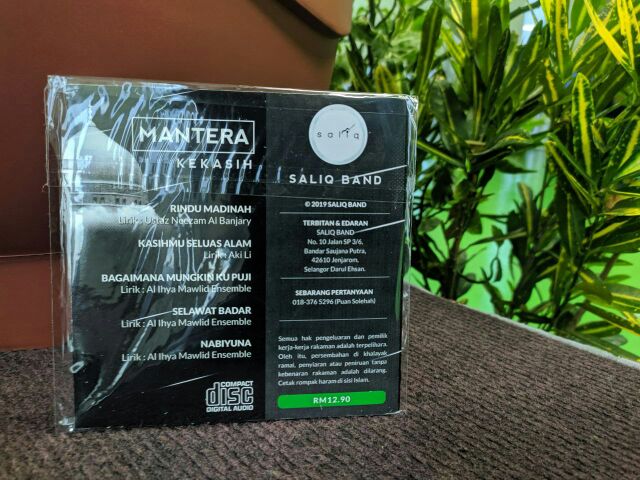 MANTERA
KEKASIH
RINDU MADINAH
Lirik : Ustaz Neezam Al Banjary
KASIHMU SELUAS ALAM
Lirik : Aki Li
BAGAIMANA MUNGKIN KU PUJI
Lirik : Al Ihya Mawlid Ensemble
SELAWAT BADAR
Lirik : Al Ihya Mawlid Ensemble
NABIYUNA
Lirik : Al Ihya Mawlid Ensemble
COMPACT
disc
DIGITAL AUDIO
saliq
SALIQ BAND
© 2019 SALIQ BAND
TERBITAN & EDARAN
SALIQ BAND
No. 10 Jalan SP 3/6,
Bandar Saujana Putra,
42610 Jenjarom,
Selangor Darul Ehsan.
SEBARANG PERTANYAAN
018-376 5296 (Puan Solehah)
Semua hak pengeluaran dan pemilik
kerja-kerja rakaman adalah terpelihara.
Oleh itu, persembahan di khalayak
ramai, penyiaran atau peniruan tanpa
kebenaran rakaman adalah dilarang.
Cetak rompak haram di sisi Islam.
RM12.90